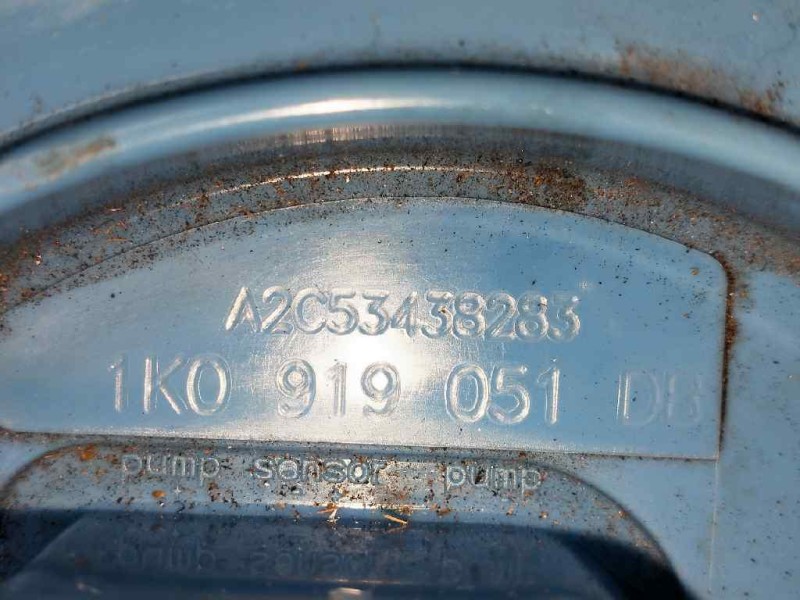 A2C53438283
1K0 919 051 DB
pump sensor pump